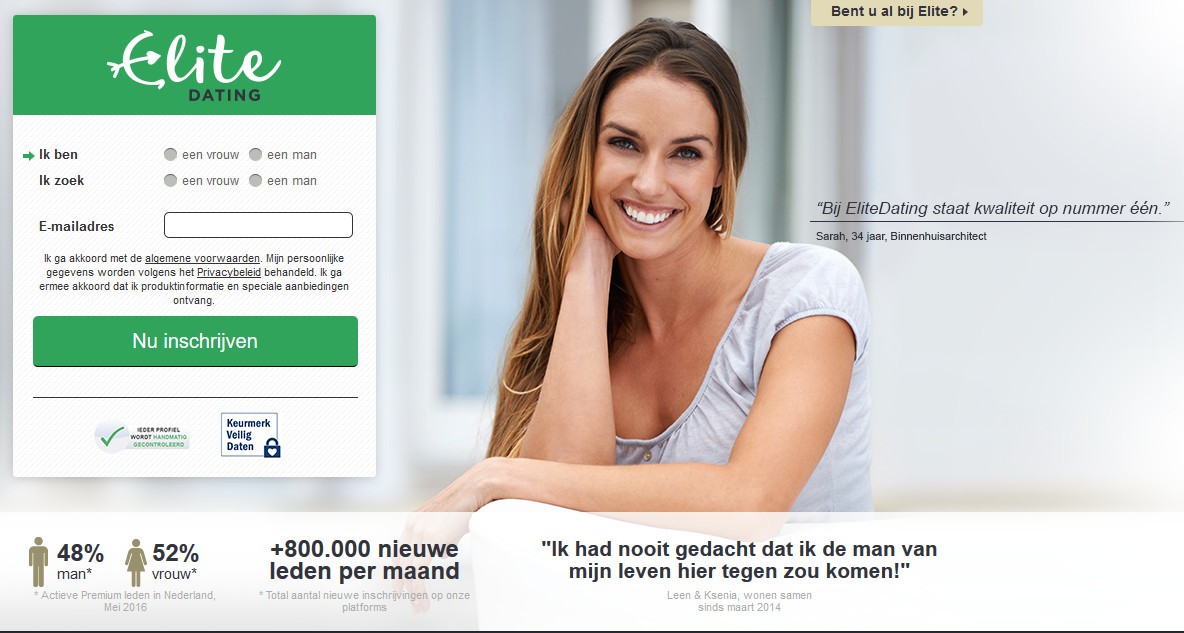 Bent u al bij Elite?
Elite
DATING
Ik ben een vrouw een man
Ik zoek een vrouw een man
E-mailadres
Ik ga akkoord met de algemene voorwaarden. Mijn persoonlijke
gegevens worden volgens het Privacybeleid behandeld. Ik ga
ermee akkoord dat ik produktinformatie en speciale aanbiedingen
ontvang.
Nu inschrijven
IEDER PROFIEL
WORDT HANDMATIG
GECONTROLEERD
Keurmerk
Veilig
Daten
“Bij EliteDating staat kwaliteit op nummer één.”
Sarah, 34 jaar, Binnenhuisarchitect
48%
man*
52%
vrouw*
* Actieve Premium leden in Nederland,
Mei 2016
+800.000 nieuwe
leden per maand
* Total aantal nieuwe inschrijvingen op onze
platforms
"Ik had nooit gedacht dat ik de man van
mijn leven hier tegen zou komen!"
Leen & Ksenia, wonen samen
sinds maart 2014